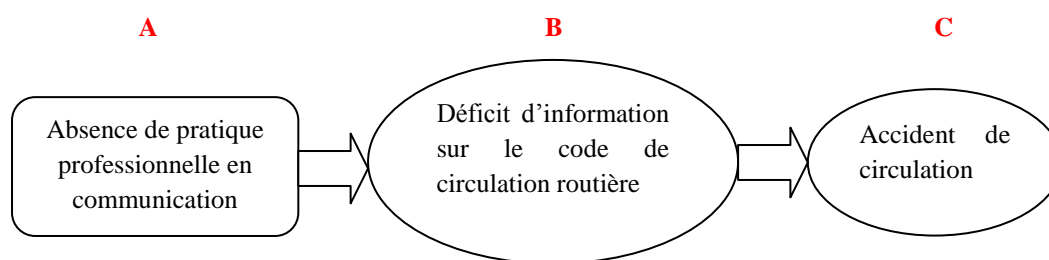 A
B
C
Absence de pratique
professionnelle en
communication
Déficit d'information
sur le code de
circulation routière
Accident de
circulation